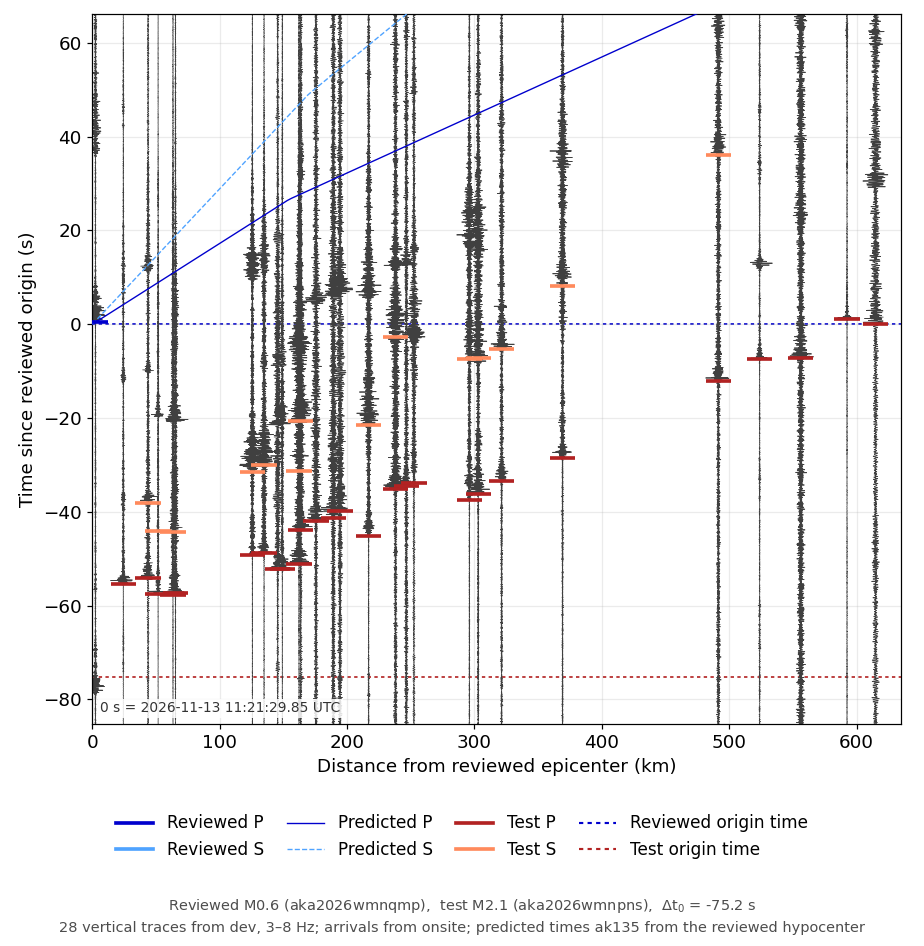 60
40
20
0
−20
−40
−60
−80
Time since reviewed origin (s)
0 s = 2026-11-13 11:21:29.85 UTC
0 100 200 300 400 500 600
Distance from reviewed epicenter (km)
Reviewed P Predicted P Test P Reviewed origin time
Reviewed S Predicted S Test S Test origin time
Reviewed M0.6 (aka2026wmnqmp), test M2.1 (aka2026wmnpns), Δt₀ = -75.2 s
28 vertical traces from dev, 3–8 Hz; arrivals from onsite; predicted times ak135 from the reviewed hypocenter